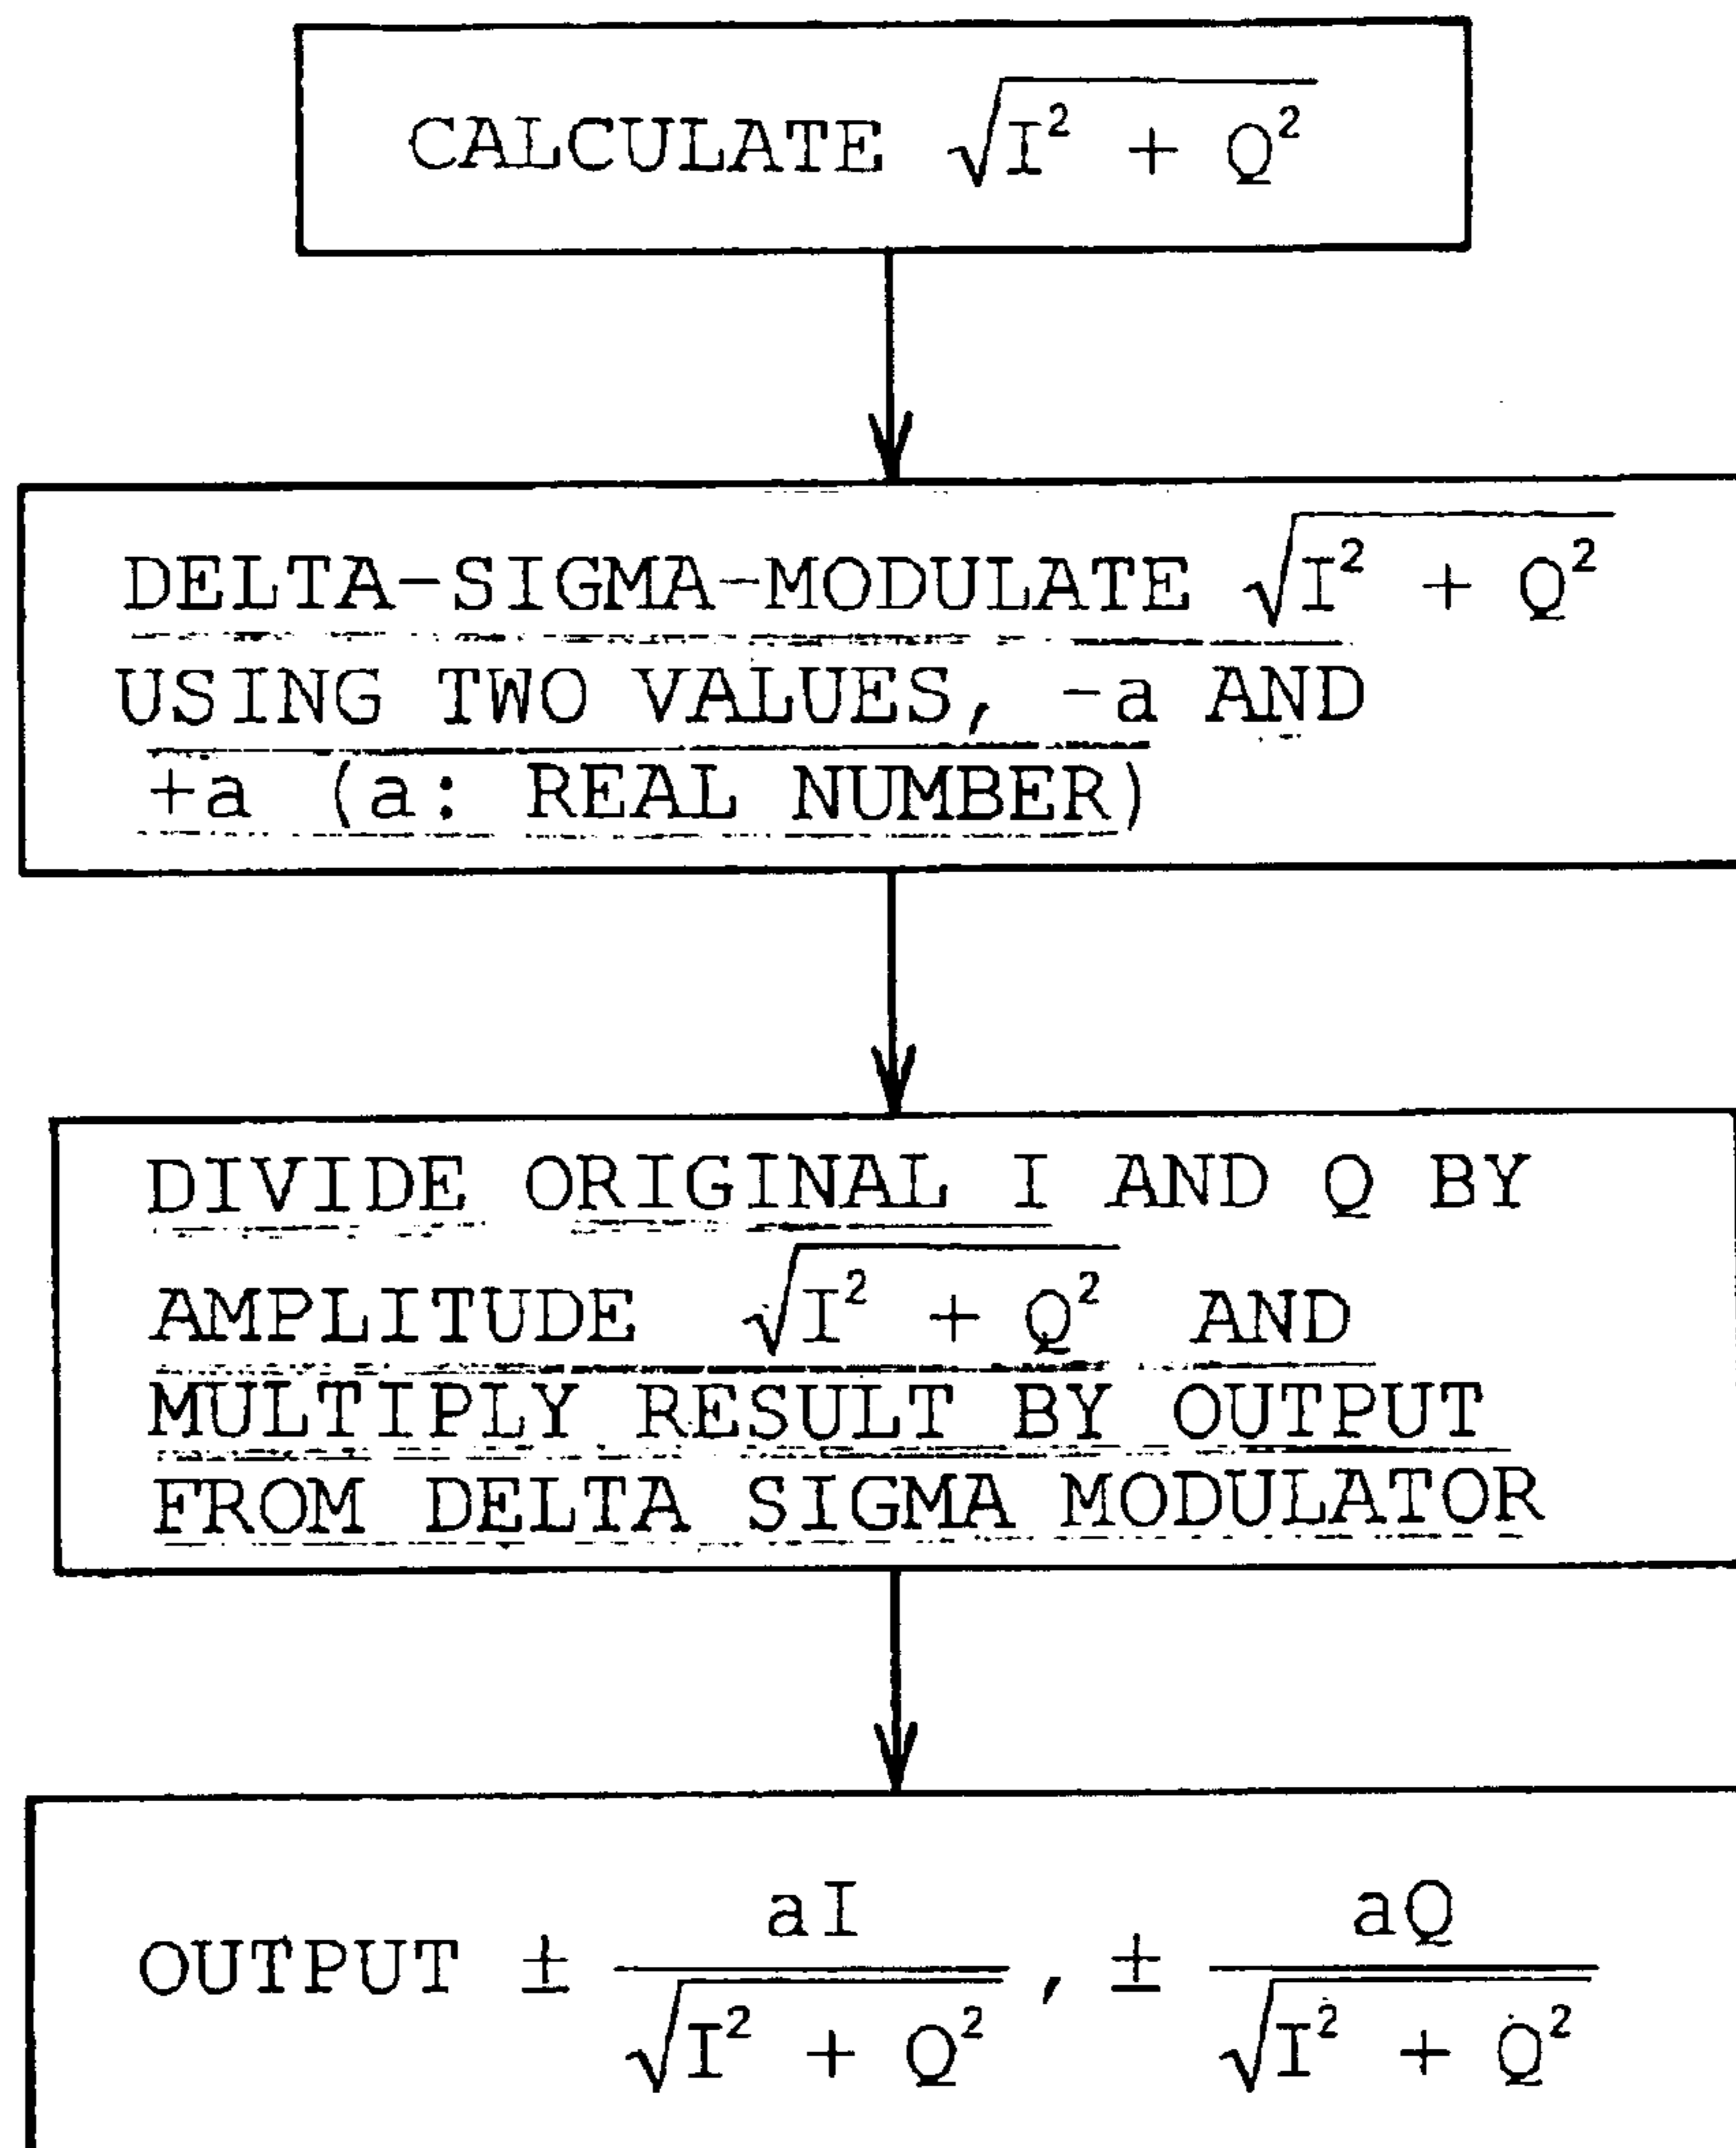 CALCULATE √(I² + Q²)
DELTA-SIGMA-MODULATE √(I² + Q²)
USING TWO VALUES, -a AND
+a (a: REAL NUMBER)
DIVIDE ORIGINAL I AND Q BY
AMPLITUDE √(I² + Q²) AND
MULTIPLY RESULT BY OUTPUT
FROM DELTA SIGMA MODULATOR
OUTPUT ± aI/√(I² + Q²), ± aQ/√(I² + Q²)